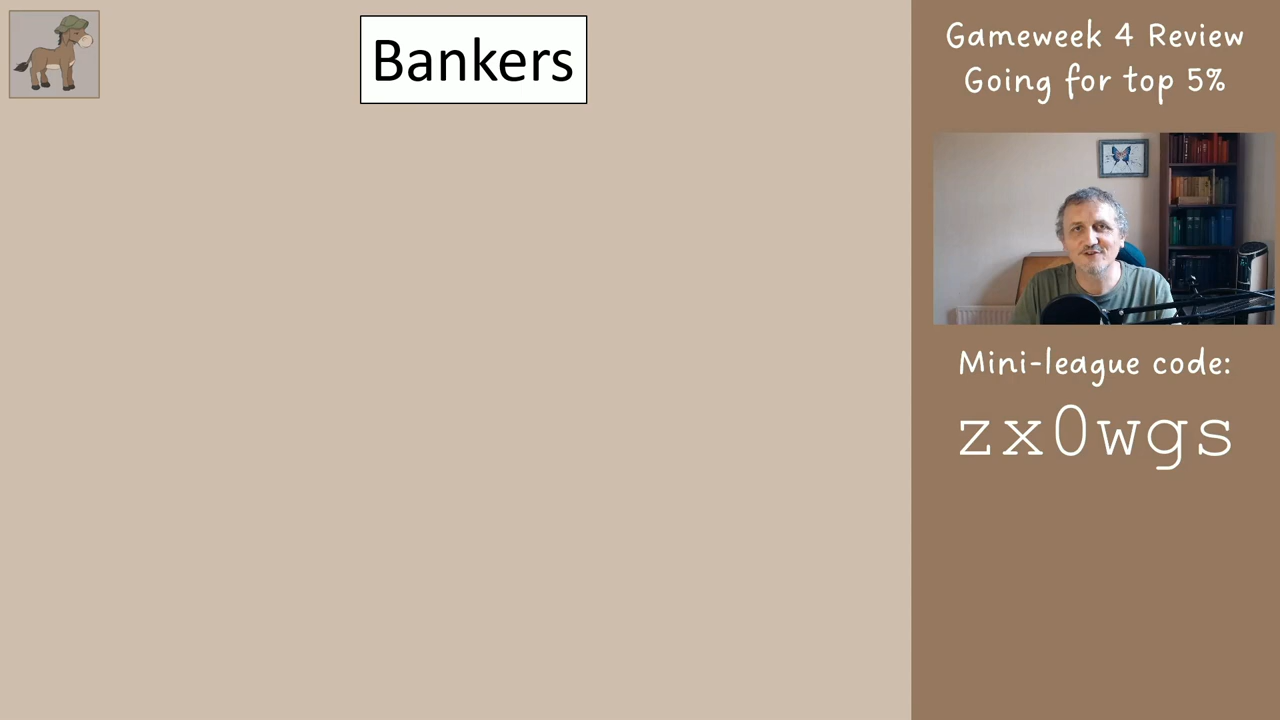 Bankers
Gameweek 4 Review
Going for top 5%
Mini-league code:
zx0wgs